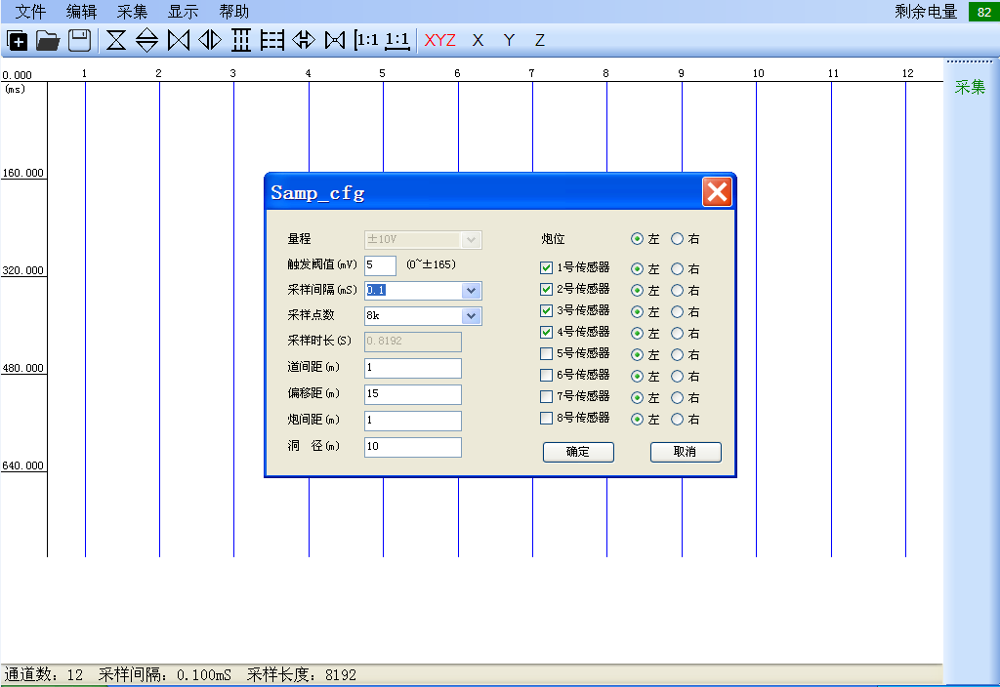 文件 编辑 采集 显示 帮助 剩余电量 82
1:1 1:1 XYZ X Y Z
0.000 1 2 3 4 5 6 7 8 9 10 11 12
(ms)
采集
160.000
320.000
480.000
640.000
Samp_cfg
量程 ±10V
触发阈值(mV) 5 (0~±165)
采样间隔(mS) 0.1
采样点数 8k
采样时长(S) 0.8192
道间距(m) 1
偏移距(m) 15
炮间距(m) 1
洞 径(m) 10
炮位 左 右
1号传感器 左 右
2号传感器 左 右
3号传感器 左 右
4号传感器 左 右
5号传感器 左 右
6号传感器 左 右
7号传感器 左 右
8号传感器 左 右
确定 取消
通道数: 12 采样间隔: 0.100mS 采样长度: 8192